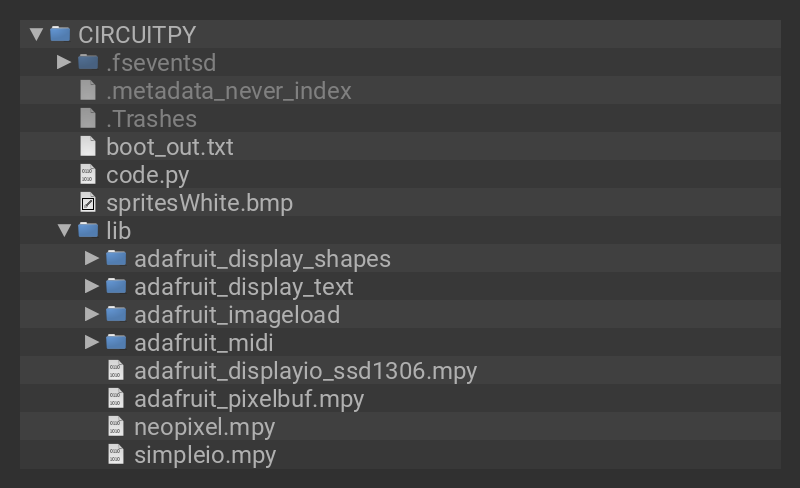 CIRCUITPY
.fseventsd
.metadata_never_index
.Trashes
boot_out.txt
code.py
spritesWhite.bmp
lib
adafruit_display_shapes
adafruit_display_text
adafruit_imageload
adafruit_midi
adafruit_displayio_ssd1306.mpy
adafruit_pixelbuf.mpy
neopixel.mpy
simpleio.mpy